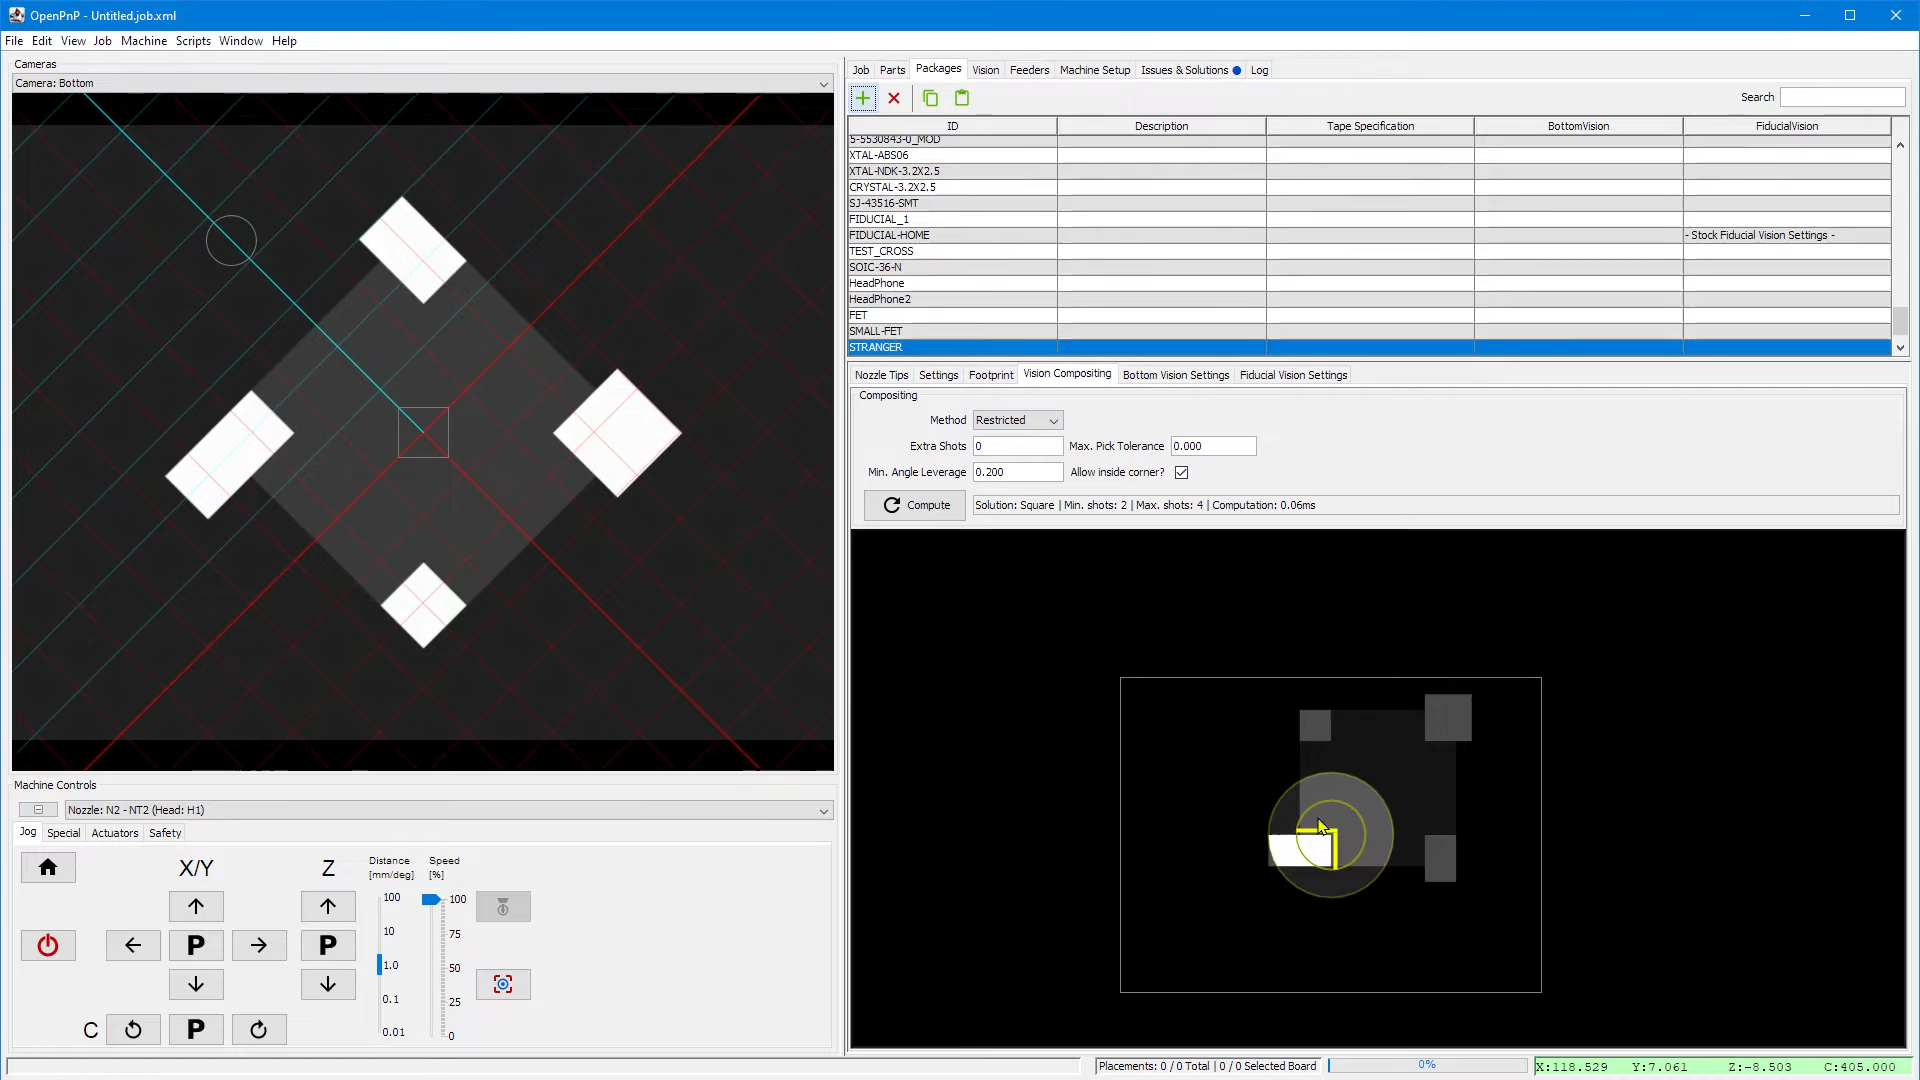 OpenPnP - Untitled.job.xml
File Edit View Job Machine Scripts Window Help
Cameras
Camera: Bottom
Machine Controls
Nozzle: N2 - NT2 (Head: H1)
Jog Special Actuators Safety
X/Y Z Distance [mm/deg] Speed [%]
100 100
10 75
P P
1.0 50
0.1 25
0.01 0
C P
Job Parts Packages Vision Feeders Machine Setup Issues & Solutions Log
Search
ID Description Tape Specification BottomVision FiducialVision
5-5530843-0_MOD
XTAL-ABS06
XTAL-NDK-3.2X2.5
CRYSTAL-3.2X2.5
SJ-43516-SMT
FIDUCIAL_1
FIDUCIAL-HOME - Stock Fiducial Vision Settings -
TEST_CROSS
SOIC-36-N
HeadPhone
HeadPhone2
FET
SMALL-FET
STRANGER
Nozzle Tips Settings Footprint Vision Compositing Bottom Vision Settings Fiducial Vision Settings
Compositing
Method Restricted
Extra Shots 0 Max. Pick Tolerance 0.000
Min. Angle Leverage 0.200 Allow inside corner?
Compute Solution: Square | Min. shots: 2 | Max. shots: 4 | Computation: 0.06ms
Placements: 0 / 0 Total | 0 / 0 Selected Board 0% X:118.529 Y:7.061 Z:-8.503 C:405.000